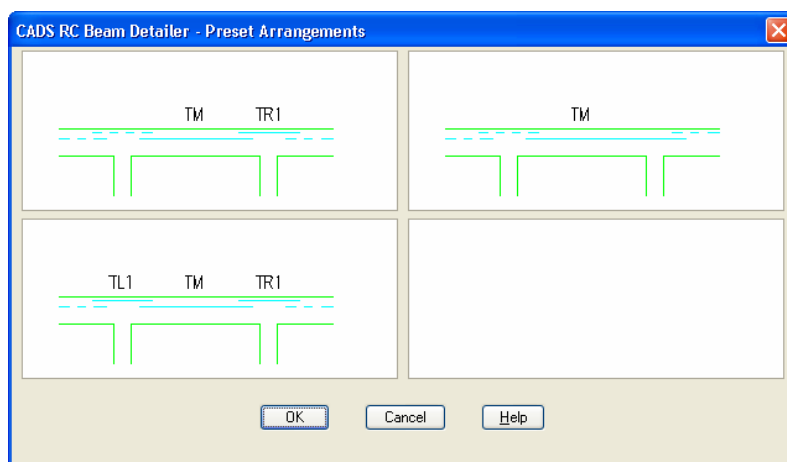 CADS RC Beam Detailer - Preset Arrangements
TM TR1
TM
TL1 TM TR1
OK Cancel Help